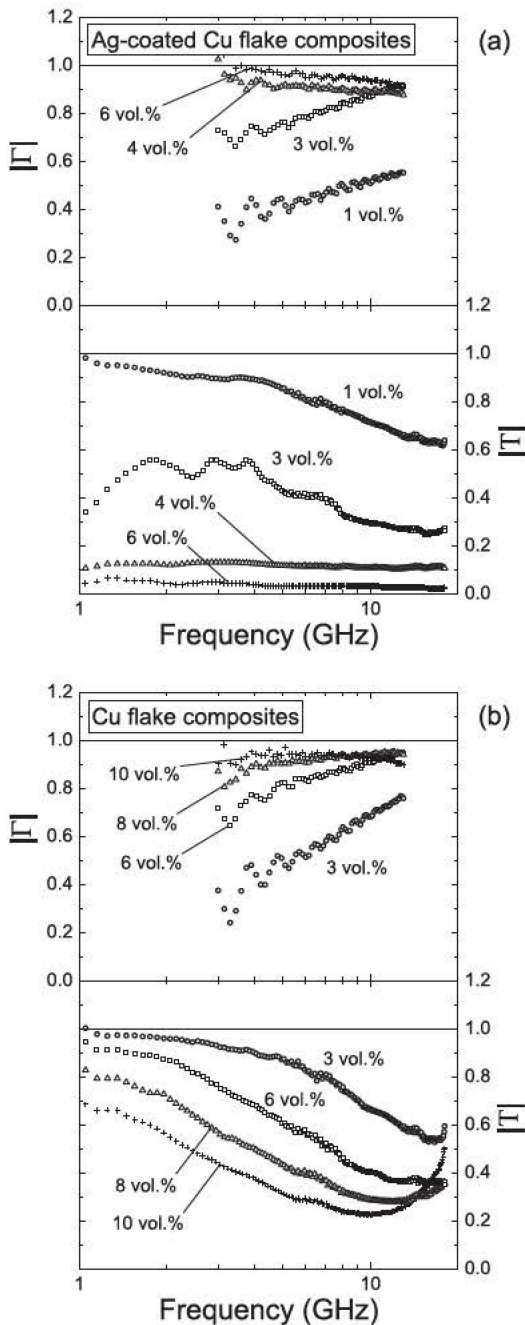 Ag-coated Cu flake composites
(a)
1.0
6 vol.%
4 vol.%
3 vol.%
1 vol.%
0.8
0.6
0.4
0.2
0.0
|Γ|
1.2
1.0
0.8
0.6
0.4
0.2
0.0
|T|
1 vol.%
3 vol.%
4 vol.%
6 vol.%
1
10
Frequency (GHz)
1.2
Cu flake composites
(b)
1.0
0.8
0.6
0.4
0.2
0.0
|Γ|
10 vol.%
8 vol.%
6 vol.%
3 vol.%
1.2
1.0
0.8
0.6
0.4
0.2
0.0
|T|
3 vol.%
6 vol.%
8 vol.%
10 vol.%
1
10
Frequency (GHz)